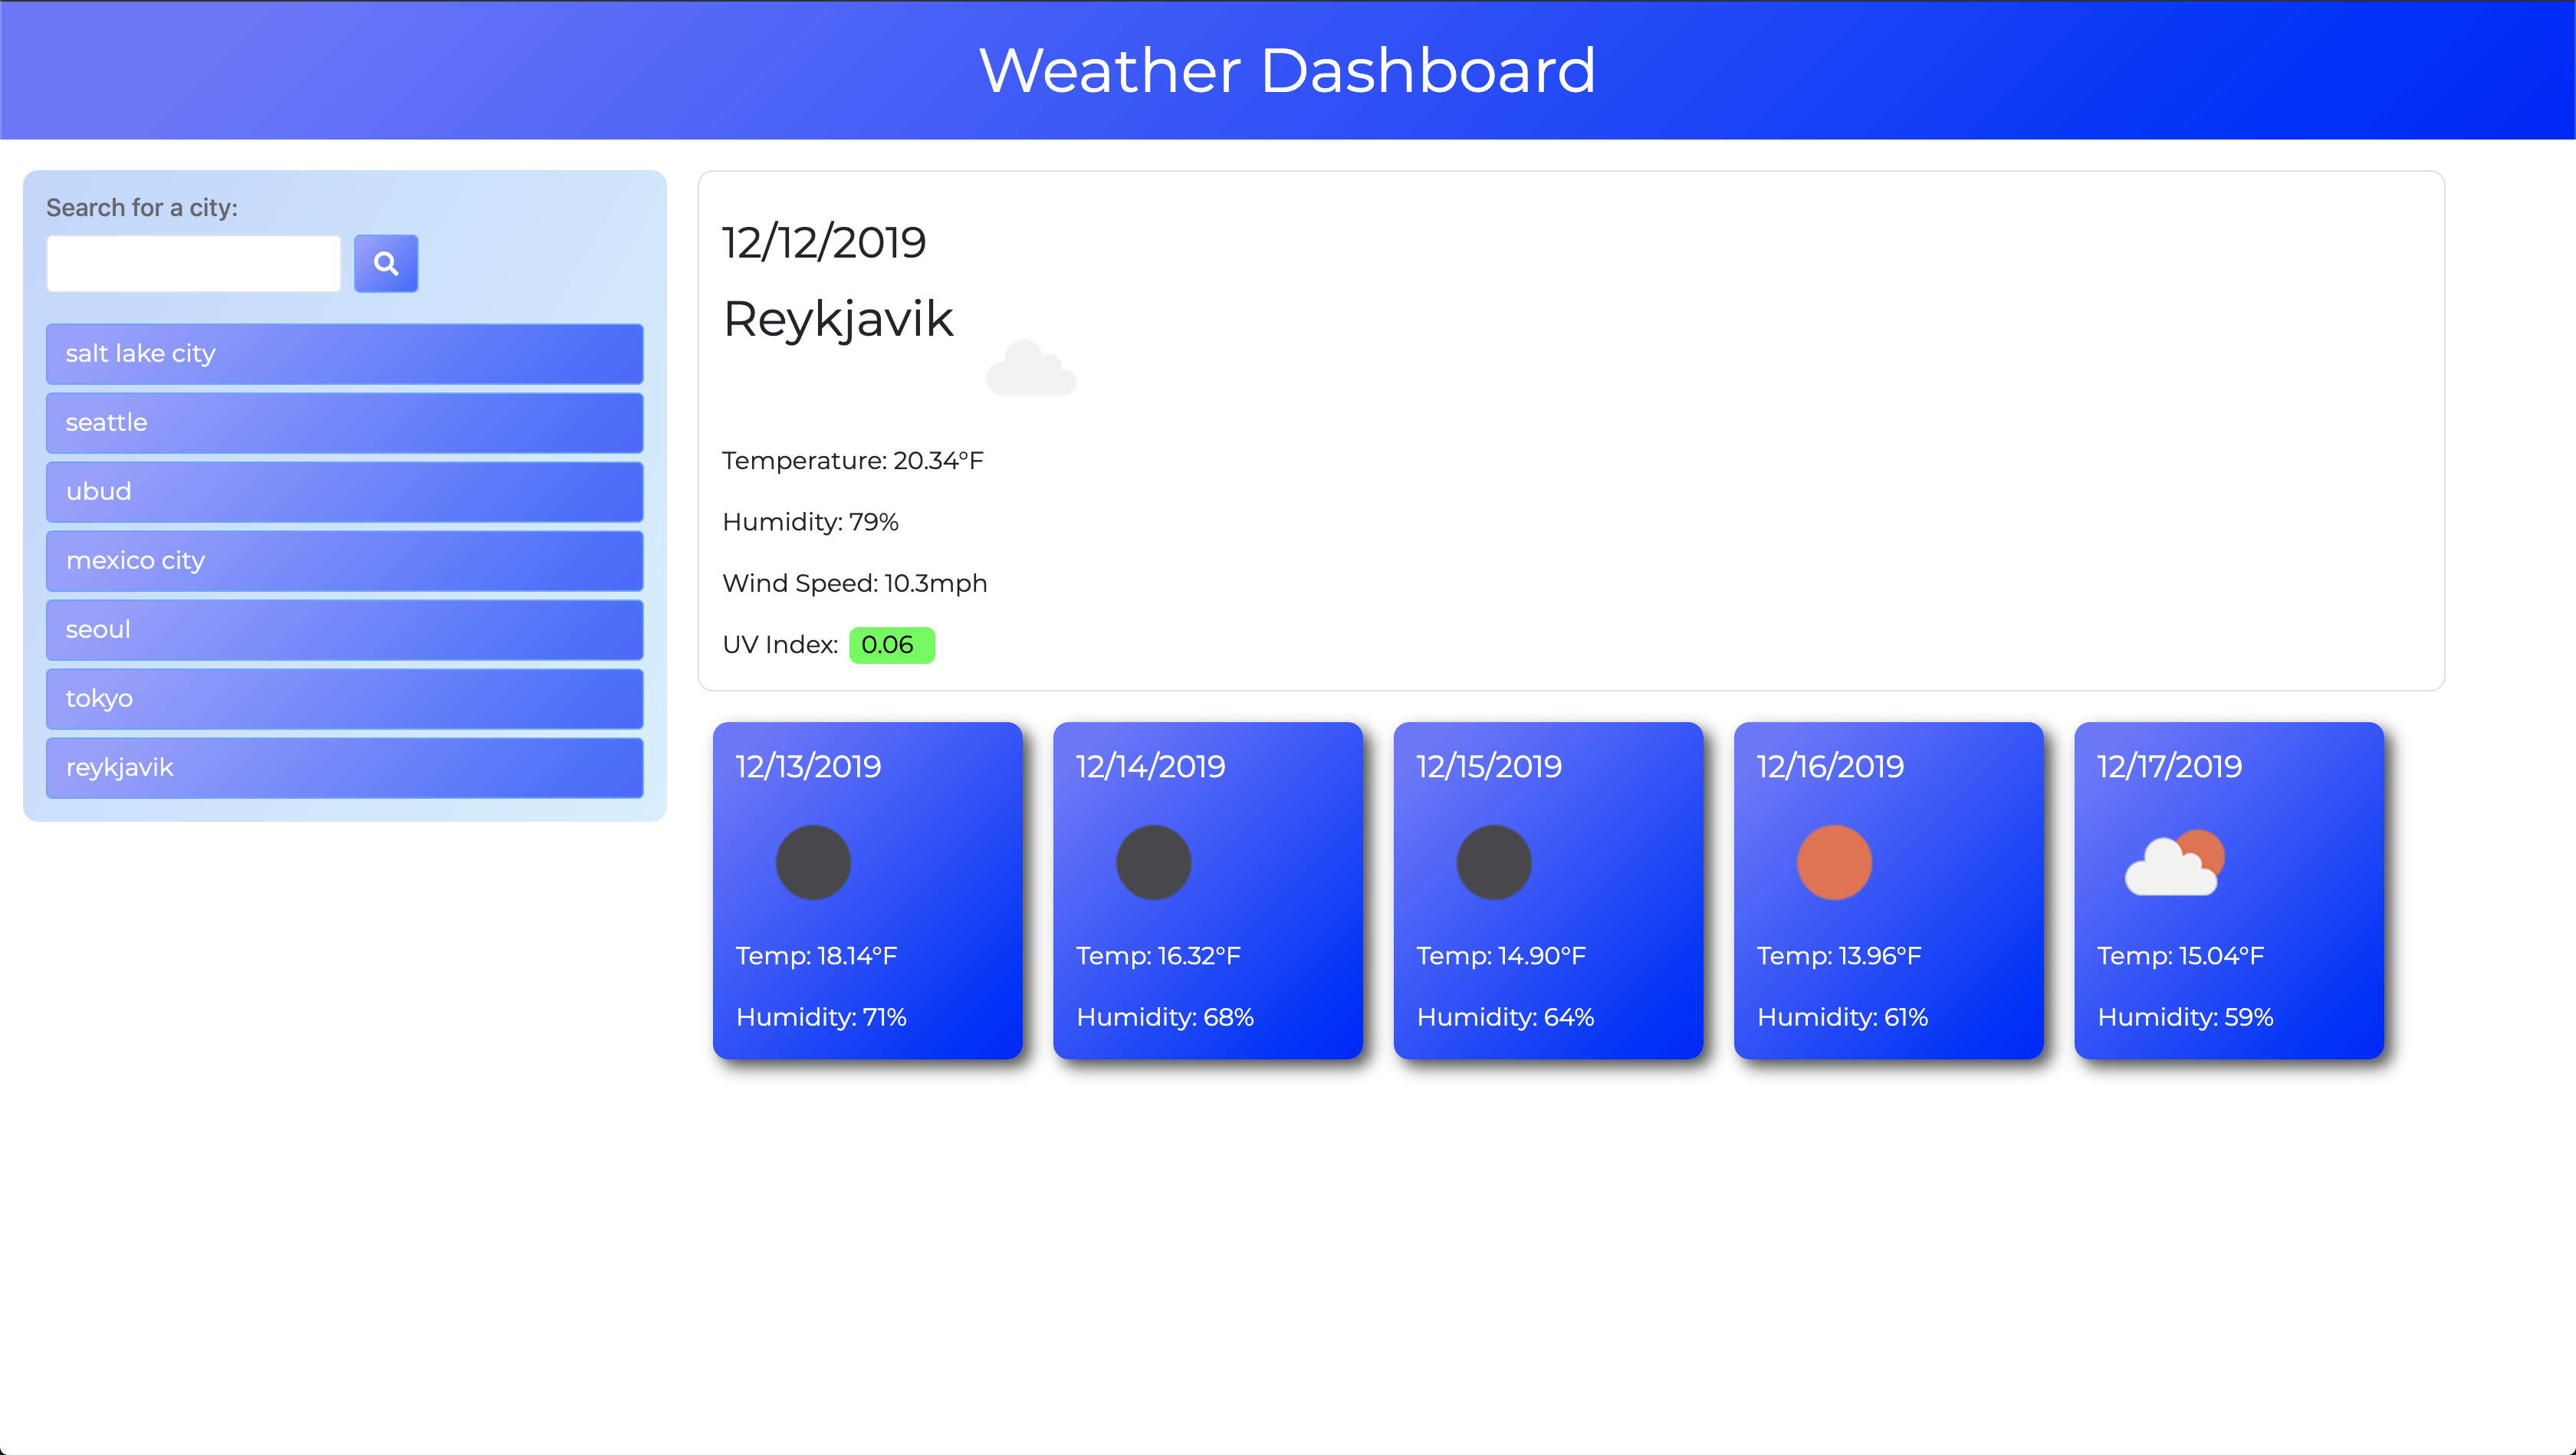 Weather Dashboard
Search for a city:
salt lake city
seattle
ubud
mexico city
seoul
tokyo
reykjavik
12/12/2019
Reykjavik
Temperature: 20.34°F
Humidity: 79%
Wind Speed: 10.3mph
UV Index: 0.06
12/13/2019
Temp: 18.14°F
Humidity: 71%
12/14/2019
Temp: 16.32°F
Humidity: 68%
12/15/2019
Temp: 14.90°F
Humidity: 64%
12/16/2019
Temp: 13.96°F
Humidity: 61%
12/17/2019
Temp: 15.04°F
Humidity: 59%